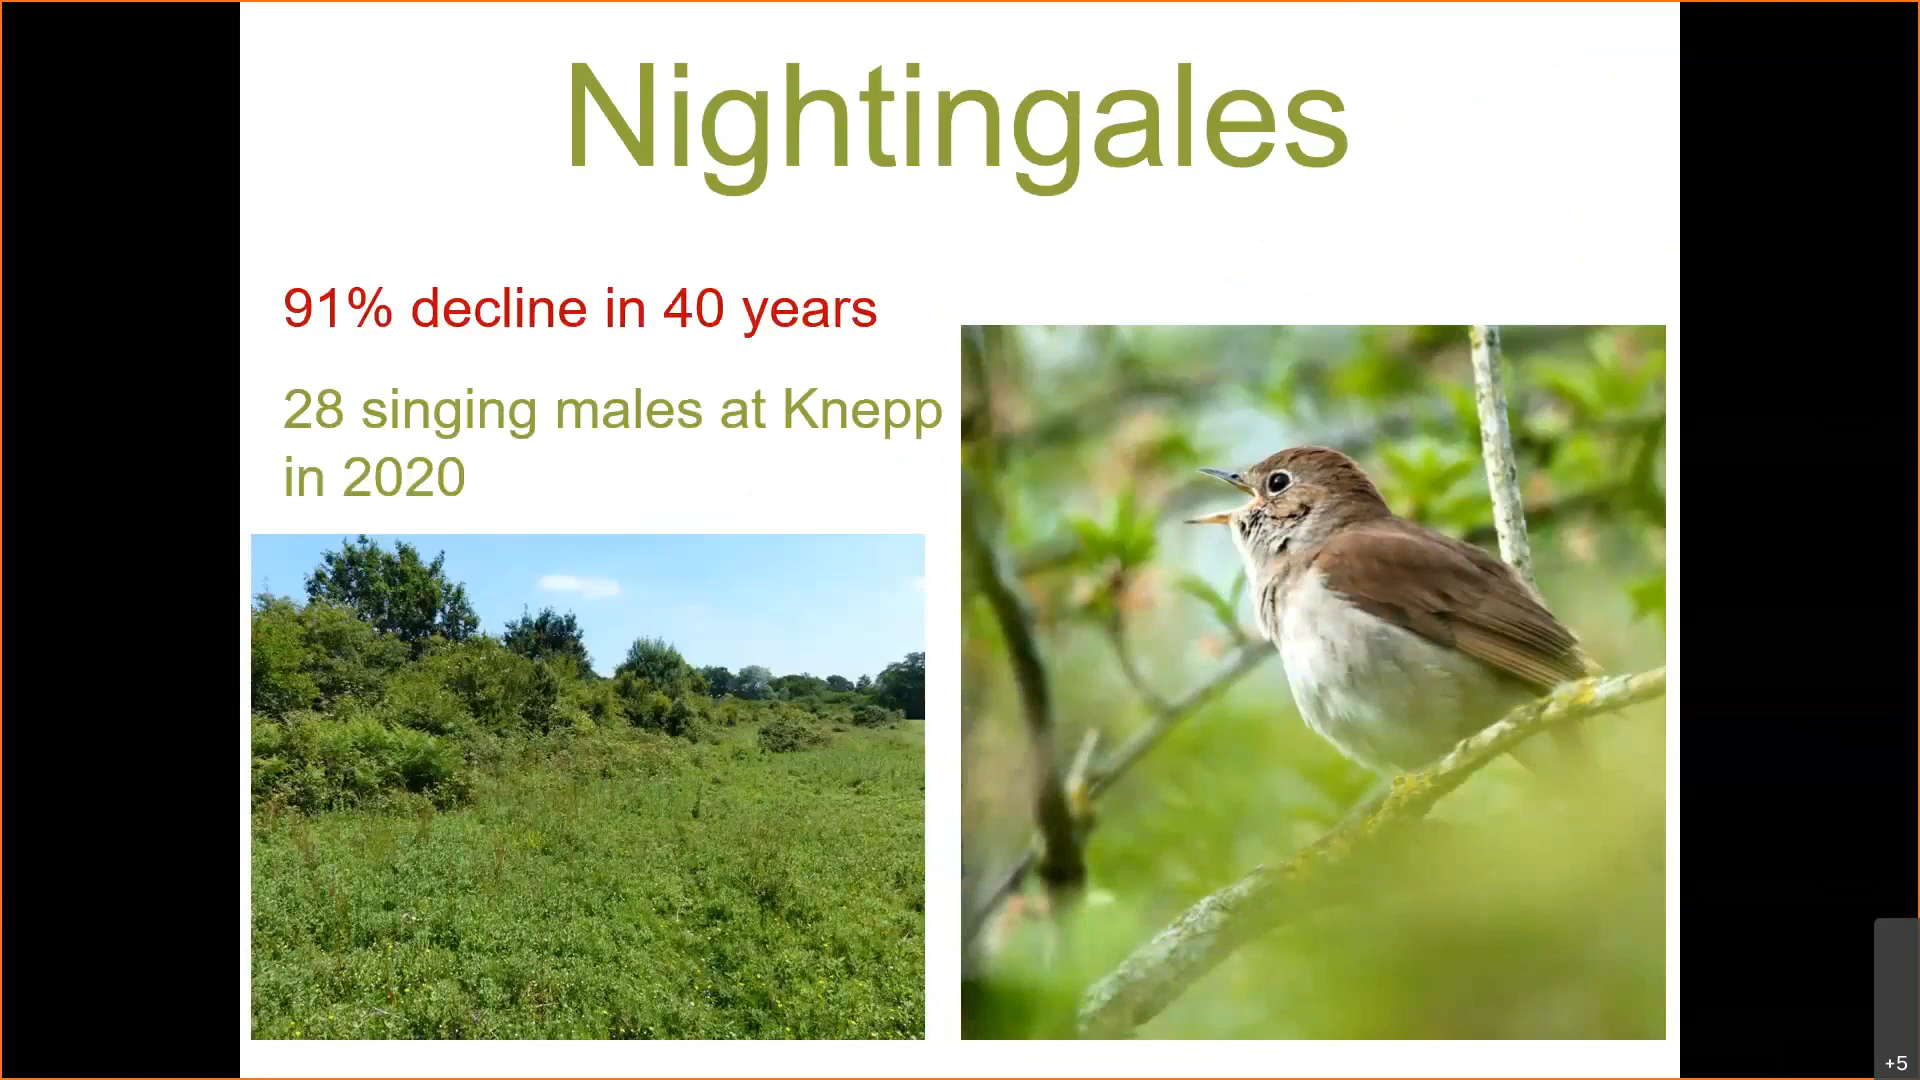 Nightingales
91% decline in 40 years
28 singing males at Knepp
in 2020
+5